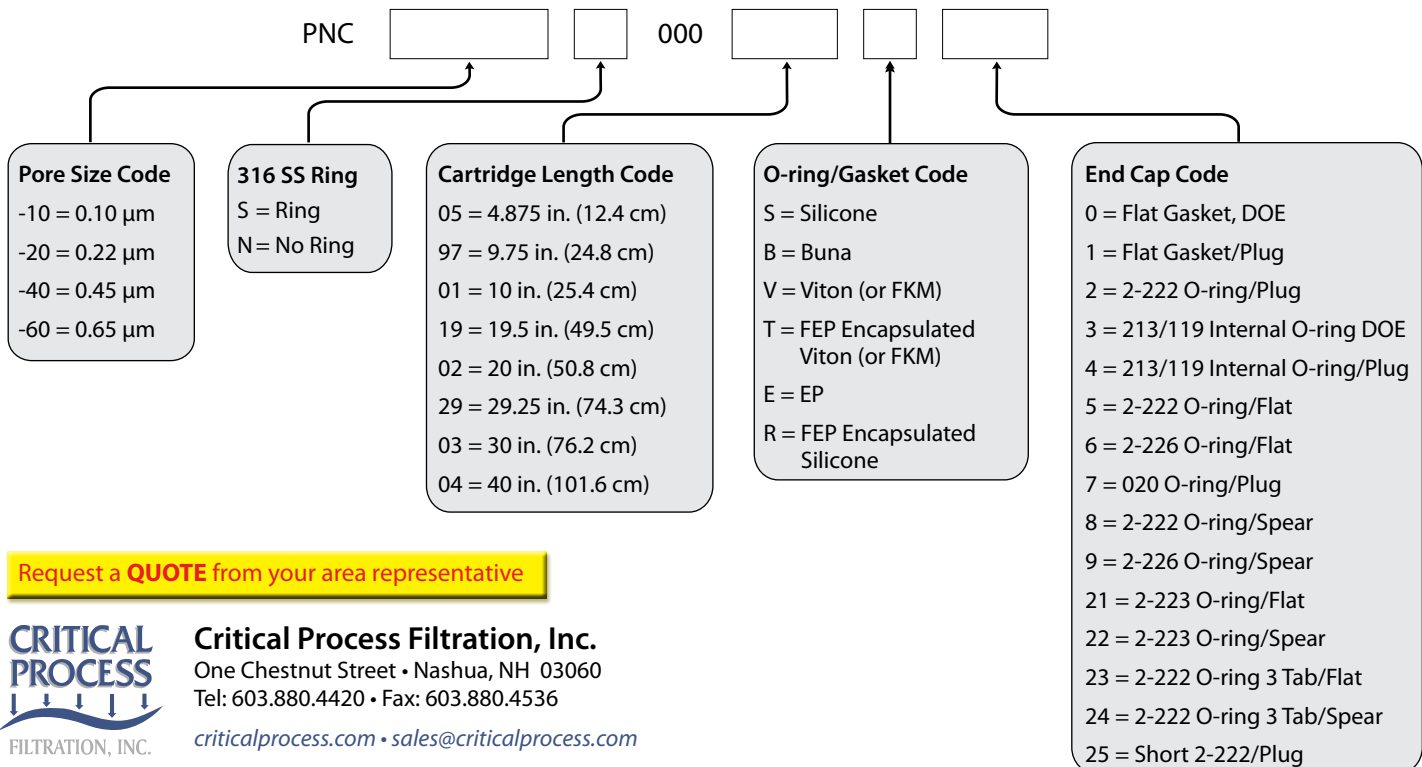 PNC 000
Pore Size Code
-10 = 0.10 µm
-20 = 0.22 µm
-40 = 0.45 µm
-60 = 0.65 µm
316 SS Ring
S = Ring
N = No Ring
Cartridge Length Code
05 = 4.875 in. (12.4 cm)
97 = 9.75 in. (24.8 cm)
01 = 10 in. (25.4 cm)
19 = 19.5 in. (49.5 cm)
02 = 20 in. (50.8 cm)
29 = 29.25 in. (74.3 cm)
03 = 30 in. (76.2 cm)
04 = 40 in. (101.6 cm)
O-ring/Gasket Code
S = Silicone
B = Buna
V = Viton (or FKM)
T = FEP Encapsulated
Viton (or FKM)
E = EP
R = FEP Encapsulated
Silicone
End Cap Code
0 = Flat Gasket, DOE
1 = Flat Gasket/Plug
2 = 2-222 O-ring/Plug
3 = 213/119 Internal O-ring DOE
4 = 213/119 Internal O-ring/Plug
5 = 2-222 O-ring/Flat
6 = 2-226 O-ring/Flat
7 = 020 O-ring/Plug
8 = 2-222 O-ring/Spear
9 = 2-226 O-ring/Spear
21 = 2-223 O-ring/Flat
22 = 2-223 O-ring/Spear
23 = 2-222 O-ring 3 Tab/Flat
24 = 2-222 O-ring 3 Tab/Spear
25 = Short 2-222/Plug
Request a QUOTE from your area representative
CRITICAL
PROCESS
FILTRATION, INC.
Critical Process Filtration, Inc.
One Chestnut Street • Nashua, NH 03060
Tel: 603.880.4420 • Fax: 603.880.4536
criticalprocess.com • sales@criticalprocess.com